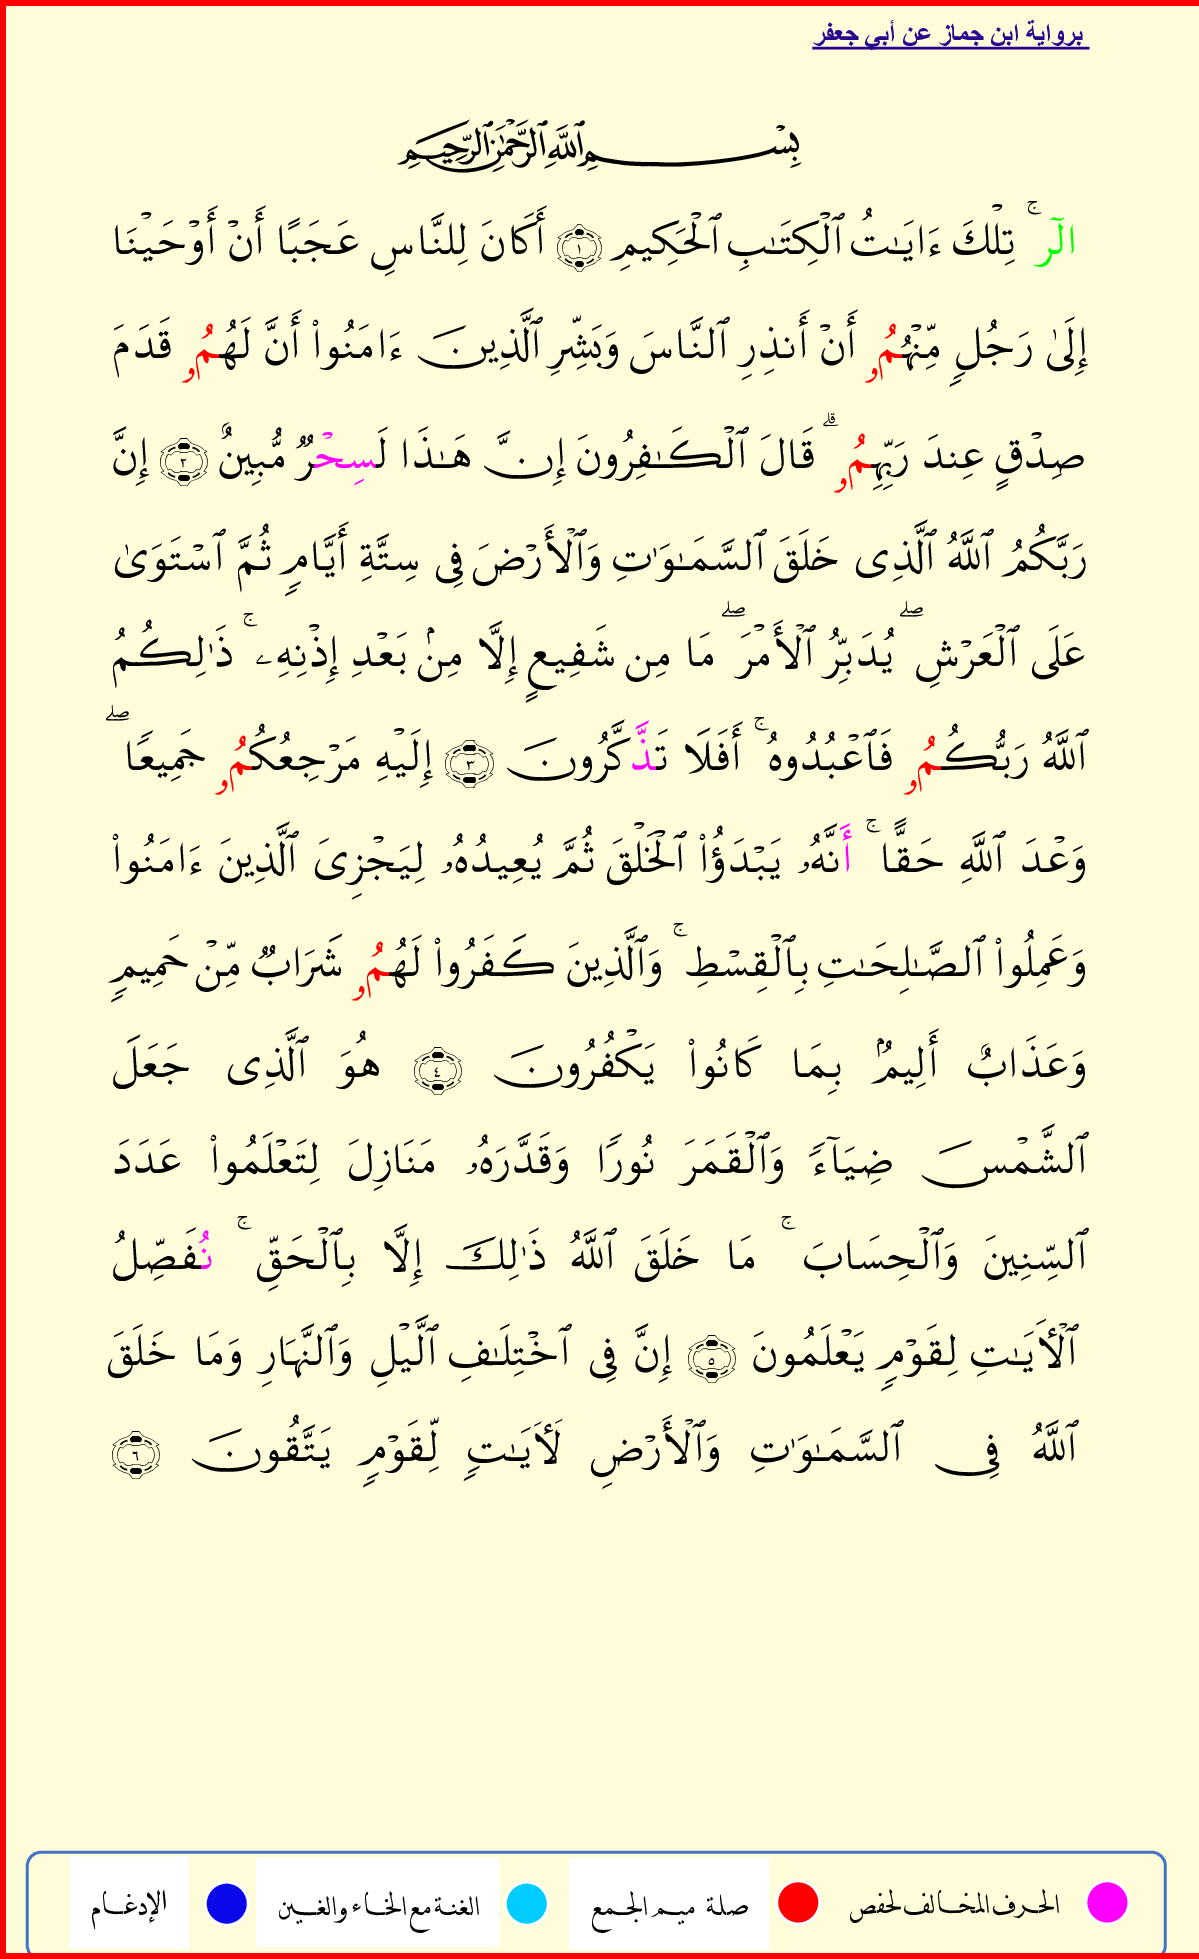 برواية ابن جماز عن أبي جعفر
بِسْمِ ٱللَّهِ ٱلرَّحْمَٰنِ ٱلرَّحِيمِ
الٓر ۚ تِلْكَ ءَايَٰتُ ٱلْكِتَٰبِ ٱلْحَكِيمِ ١ أَكَانَ لِلنَّاسِ عَجَبًا أَنْ أَوْحَيْنَا
إِلَىٰ رَجُلٍ مِّنْهُمُۥ أَنْ أَنذِرِ ٱلنَّاسَ وَبَشِّرِ ٱلَّذِينَ ءَامَنُوا۟ أَنَّ لَهُمُۥ قَدَمَ
صِدْقٍ عِندَ رَبِّهِمُۥ ۗ قَالَ ٱلْكَٰفِرُونَ إِنَّ هَٰذَا لَسِحْرٌ مُّبِينٌ ٢ إِنَّ
رَبَّكُمُ ٱللَّهُ ٱلَّذِى خَلَقَ ٱلسَّمَٰوَٰتِ وَٱلْأَرْضَ فِى سِتَّةِ أَيَّامٍ ثُمَّ ٱسْتَوَىٰ
عَلَى ٱلْعَرْشِ ۖ يُدَبِّرُ ٱلْأَمْرَ ۖ مَا مِن شَفِيعٍ إِلَّا مِنۢ بَعْدِ إِذْنِهِۦ ۚ ذَٰلِكُمُ
ٱللَّهُ رَبُّكُمُۥ فَٱعْبُدُوهُ ۚ أَفَلَا تَذَّكَّرُونَ ٣ إِلَيْهِ مَرْجِعُكُمُۥ جَمِيعًا ۖ
وَعْدَ ٱللَّهِ حَقًّا ۚ أَنَّهُۥ يَبْدَؤُا۟ ٱلْخَلْقَ ثُمَّ يُعِيدُهُۥ لِيَجْزِىَ ٱلَّذِينَ ءَامَنُوا۟
وَعَمِلُوا۟ ٱلصَّٰلِحَٰتِ بِٱلْقِسْطِ ۚ وَٱلَّذِينَ كَفَرُوا۟ لَهُمُۥ شَرَابٌ مِّنْ حَمِيمٍ
وَعَذَابٌ أَلِيمٌۢ بِمَا كَانُوا۟ يَكْفُرُونَ ٤ هُوَ ٱلَّذِى جَعَلَ
ٱلشَّمْسَ ضِيَآءً وَٱلْقَمَرَ نُورًا وَقَدَّرَهُۥ مَنَازِلَ لِتَعْلَمُوا۟ عَدَدَ
ٱلسِّنِينَ وَٱلْحِسَابَ ۚ مَا خَلَقَ ٱللَّهُ ذَٰلِكَ إِلَّا بِٱلْحَقِّ ۚ نُفَصِّلُ
ٱلْأَيَٰتِ لِقَوْمٍ يَعْلَمُونَ ٥ إِنَّ فِى ٱخْتِلَٰفِ ٱلَّيْلِ وَٱلنَّهَارِ وَمَا خَلَقَ
ٱللَّهُ فِى ٱلسَّمَٰوَٰتِ وَٱلْأَرْضِ لَأَيَٰتٍ لِّقَوْمٍ يَتَّقُونَ ٦
الحرف المخالف لحفص صلة ميم الجمع الغنة مع الخاء والغين الإدغام